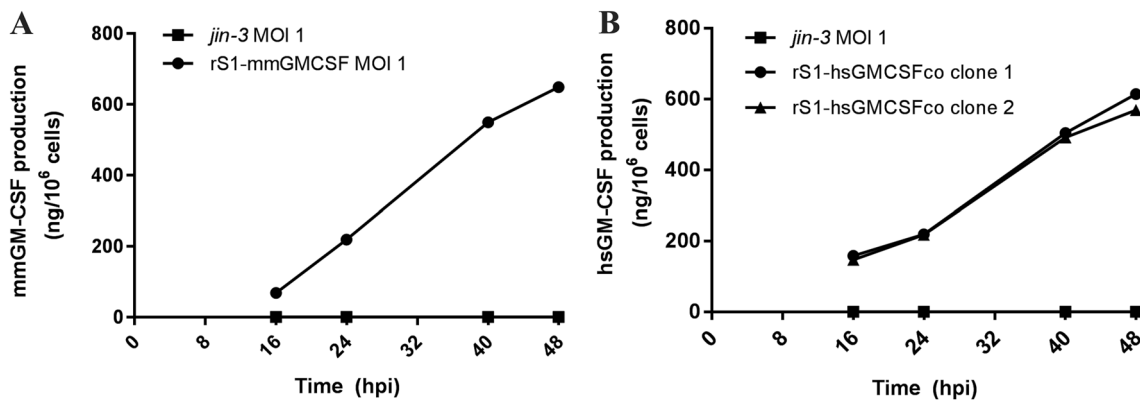 A
jin-3 MOI 1
rS1-mmGMCSF MOI 1
mmGM-CSF production
(ng/10⁶ cells)
800
600
400
200
0
0 8 16 24 32 40 48
Time (hpi)
B
jin-3 MOI 1
rS1-hsGMCSFco clone 1
rS1-hsGMCSFco clone 2
hsGM-CSF production
(ng/10⁶ cells)
800
600
400
200
0
0 8 16 24 32 40 48
Time (hpi)